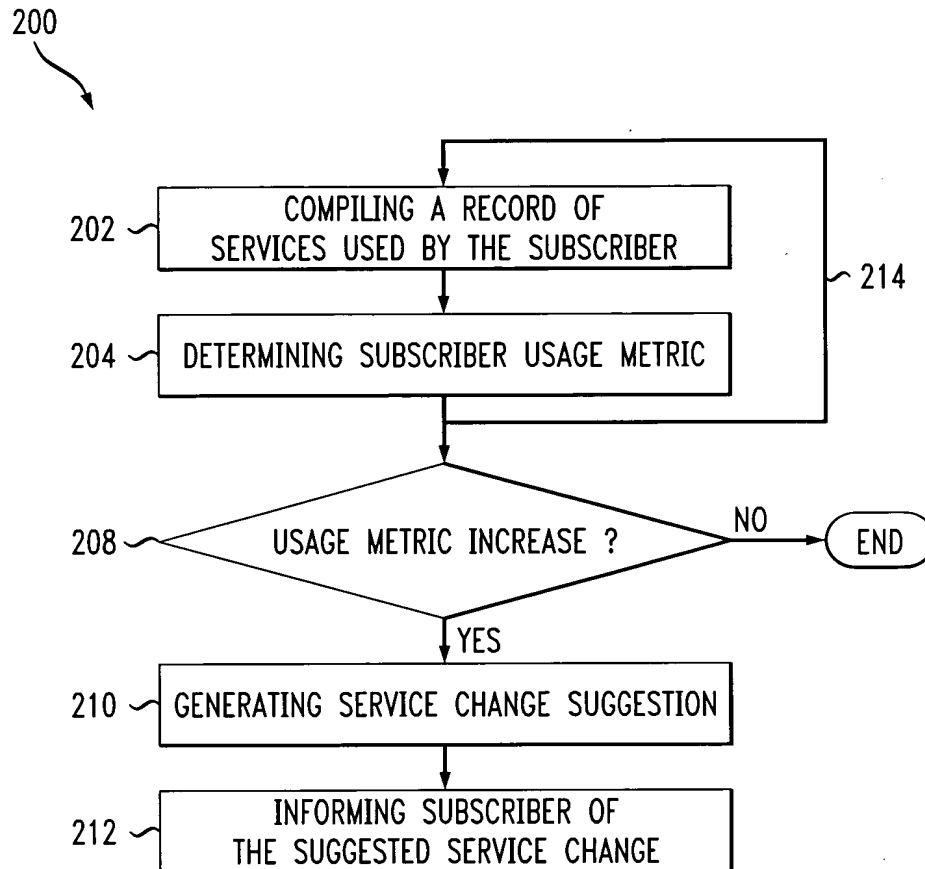 200
202
COMPILING A RECORD OF
SERVICES USED BY THE SUBSCRIBER
214
204
DETERMINING SUBSCRIBER USAGE METRIC
208
USAGE METRIC INCREASE ?
NO
END
YES
210
GENERATING SERVICE CHANGE SUGGESTION
212
INFORMING SUBSCRIBER OF
THE SUGGESTED SERVICE CHANGE